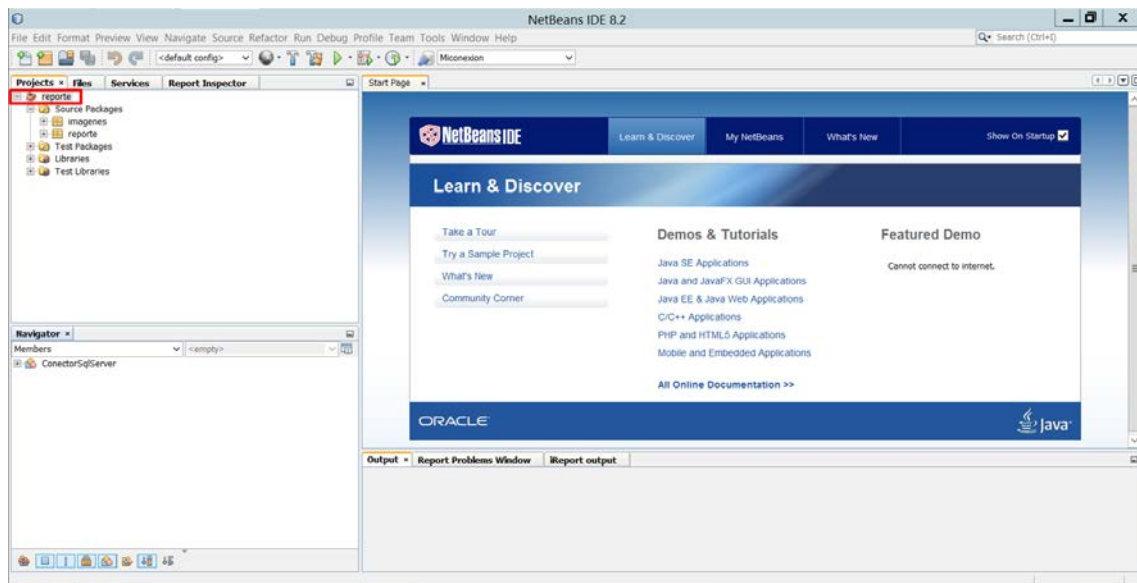 NetBeans IDE 8.2
File Edit Format Preview View Navigate Source Refactor Run Debug Profile Team Tools Window Help
Search (Ctrl+I)
<default config>
Miconexion
Projects Files Services Report Inspector
Start Page
reporte
Source Packages
imagenes
reporte
Test Packages
Libraries
Test Libraries
NetBeans IDE
Learn & Discover
My NetBeans
What's New
Show On Startup
Learn & Discover
Take a Tour
Try a Sample Project
What's New
Community Corner
Demos & Tutorials
Java SE Applications
Java and JavaFX GUI Applications
Java EE & Java Web Applications
C/C++ Applications
PHP and HTML5 Applications
Mobile and Embedded Applications
All Online Documentation >>
Featured Demo
Cannot connect to internet.
ORACLE
Java
Navigator
Members
<empty>
ConectorSqlServer
Output Report Problems Window iReport output